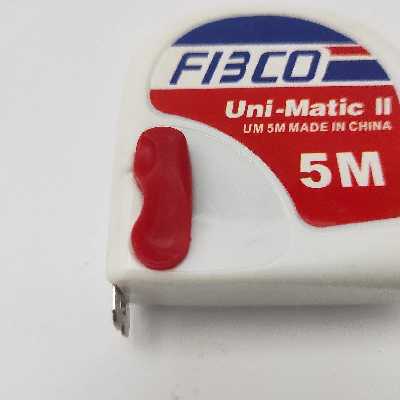 FIBCO
Uni-Matic II
UM 5M MADE IN CHINA
5M